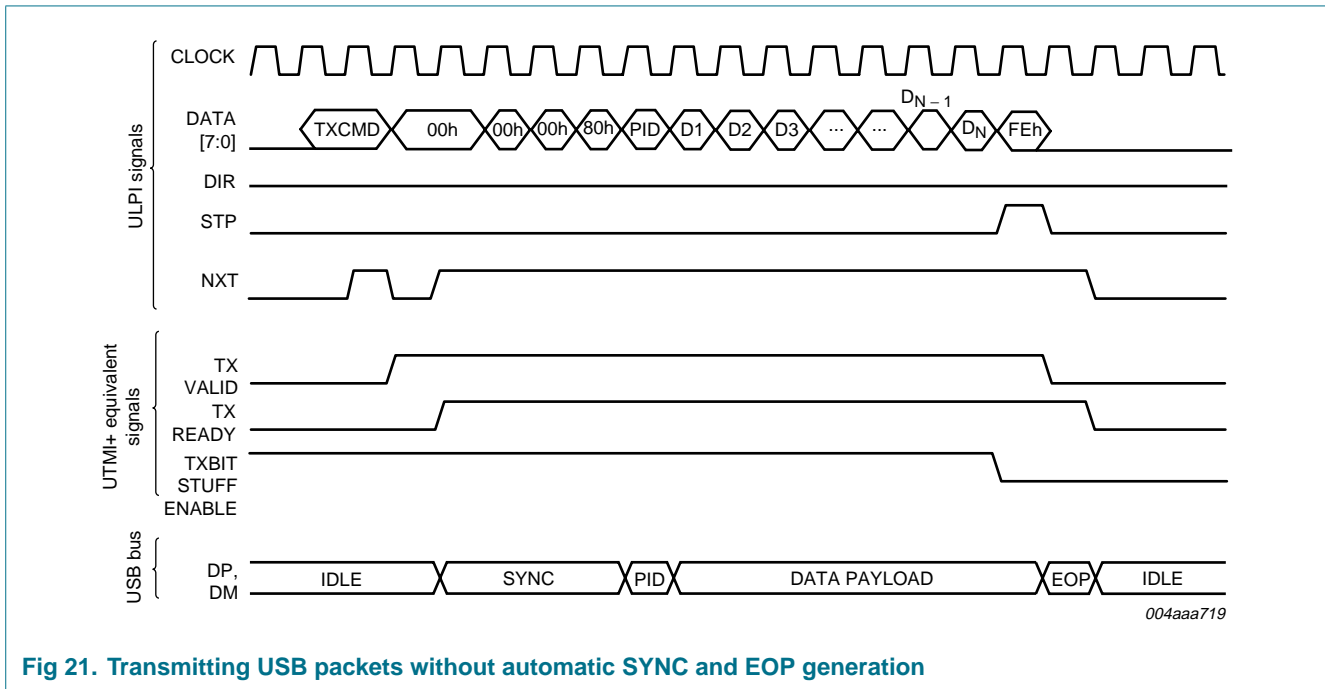 ULPI signals
CLOCK
DATA
[7:0]
TXCMD 00h 00h 00h 80h PID D1 D2 D3 ... ... DN – 1 DN FEh
DIR
STP
NXT
UTMI+ equivalent
signals
TX
VALID
TX
READY
TXBIT
STUFF
ENABLE
USB bus
DP,
DM
IDLE SYNC PID DATA PAYLOAD EOP IDLE
004aaa719
Fig 21. Transmitting USB packets without automatic SYNC and EOP generation